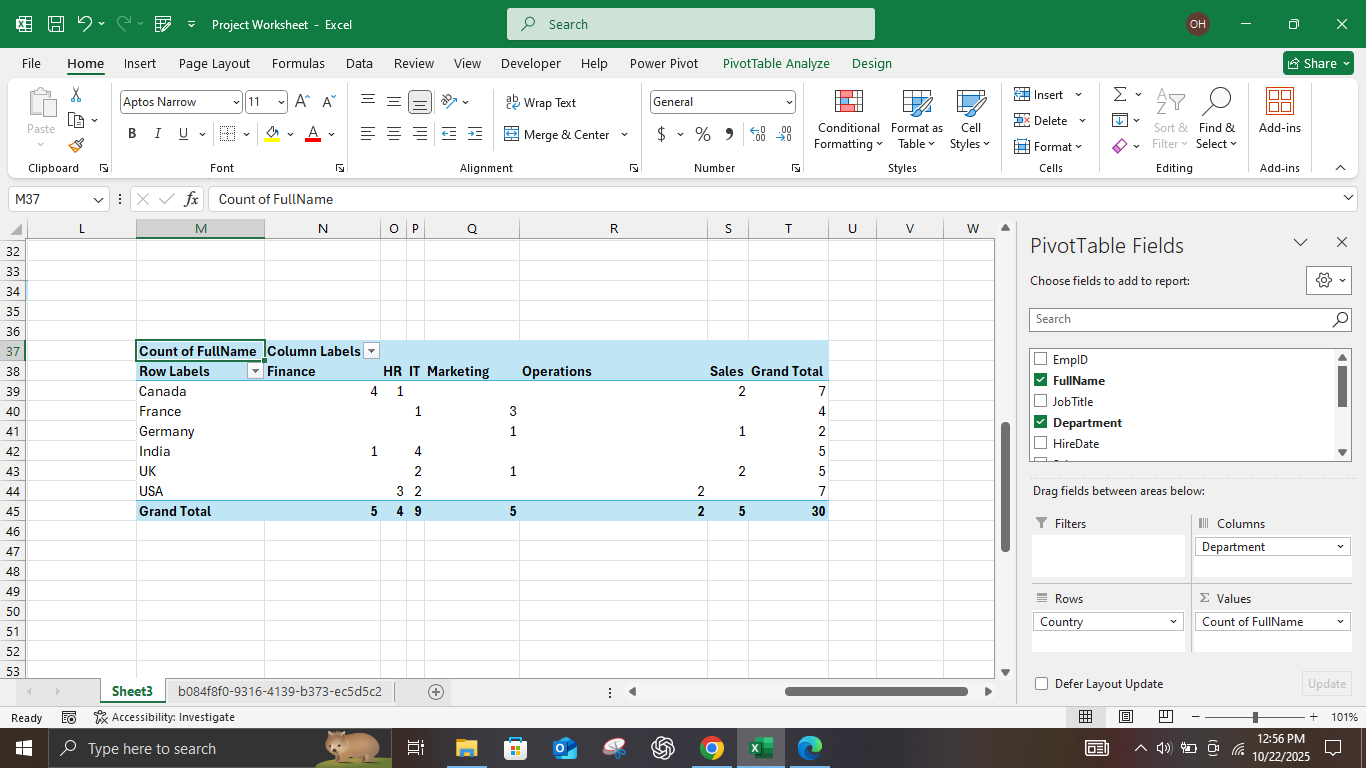 Project Worksheet - Excel
Search
OH
File Home Insert Page Layout Formulas Data Review View Developer Help Power Pivot PivotTable Analyze Design Share
Paste
Clipboard
Aptos Narrow 11 A A
B I U A
Font
ab Wrap Text
Merge & Center
Alignment
General
$ % 9
Number
Conditional Formatting
Format as Table
Cell Styles
Styles
Insert
Delete
Format
Cells
Sort & Filter
Find & Select
Editing
Add-ins
Add-ins
M37 fx Count of FullName
L M N O P Q R S T U V W
32
33
34
35
36
37 Count of FullName Column Labels
38 Row Labels Finance HR IT Marketing Operations Sales Grand Total
39 Canada 4 1 2 7
40 France 1 3 4
41 Germany 1 1 2
42 India 1 4 5
43 UK 2 1 2 5
44 USA 3 2 2 7
45 Grand Total 5 4 9 5 2 5 30
46
47
48
49
50
51
52
53
PivotTable Fields
Choose fields to add to report:
Search
EmpID
FullName
JobTitle
Department
HireDate
Drag fields between areas below:
Filters
Columns
Department
Rows
Country
Values
Count of FullName
Defer Layout Update Update
Sheet3 b084f8f0-9316-4139-b373-ec5d5c2
Ready Accessibility: Investigate 101%
Type here to search
12:56 PM
10/22/2025